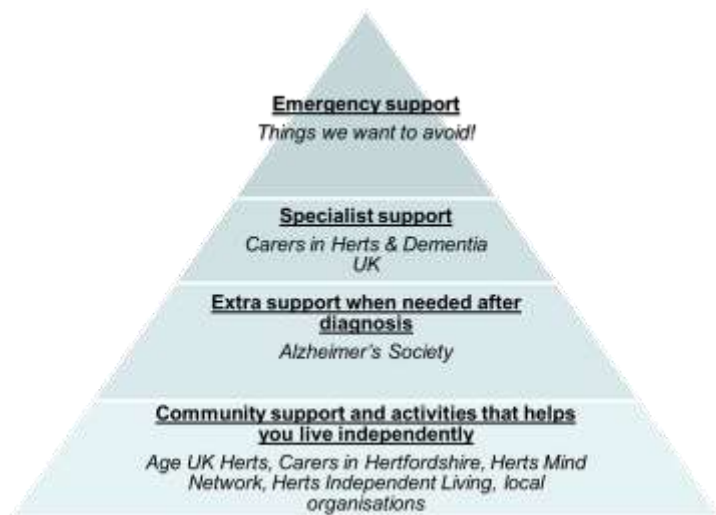 Emergency support
Things we want to avoid!
Specialist support
Carers in Herts & Dementia
UK
Extra support when needed after
diagnosis
Alzheimer's Society
Community support and activities that helps
you live independently
Age UK Herts, Carers in Hertfordshire, Herts Mind
Network, Herts Independent Living, local
organisations